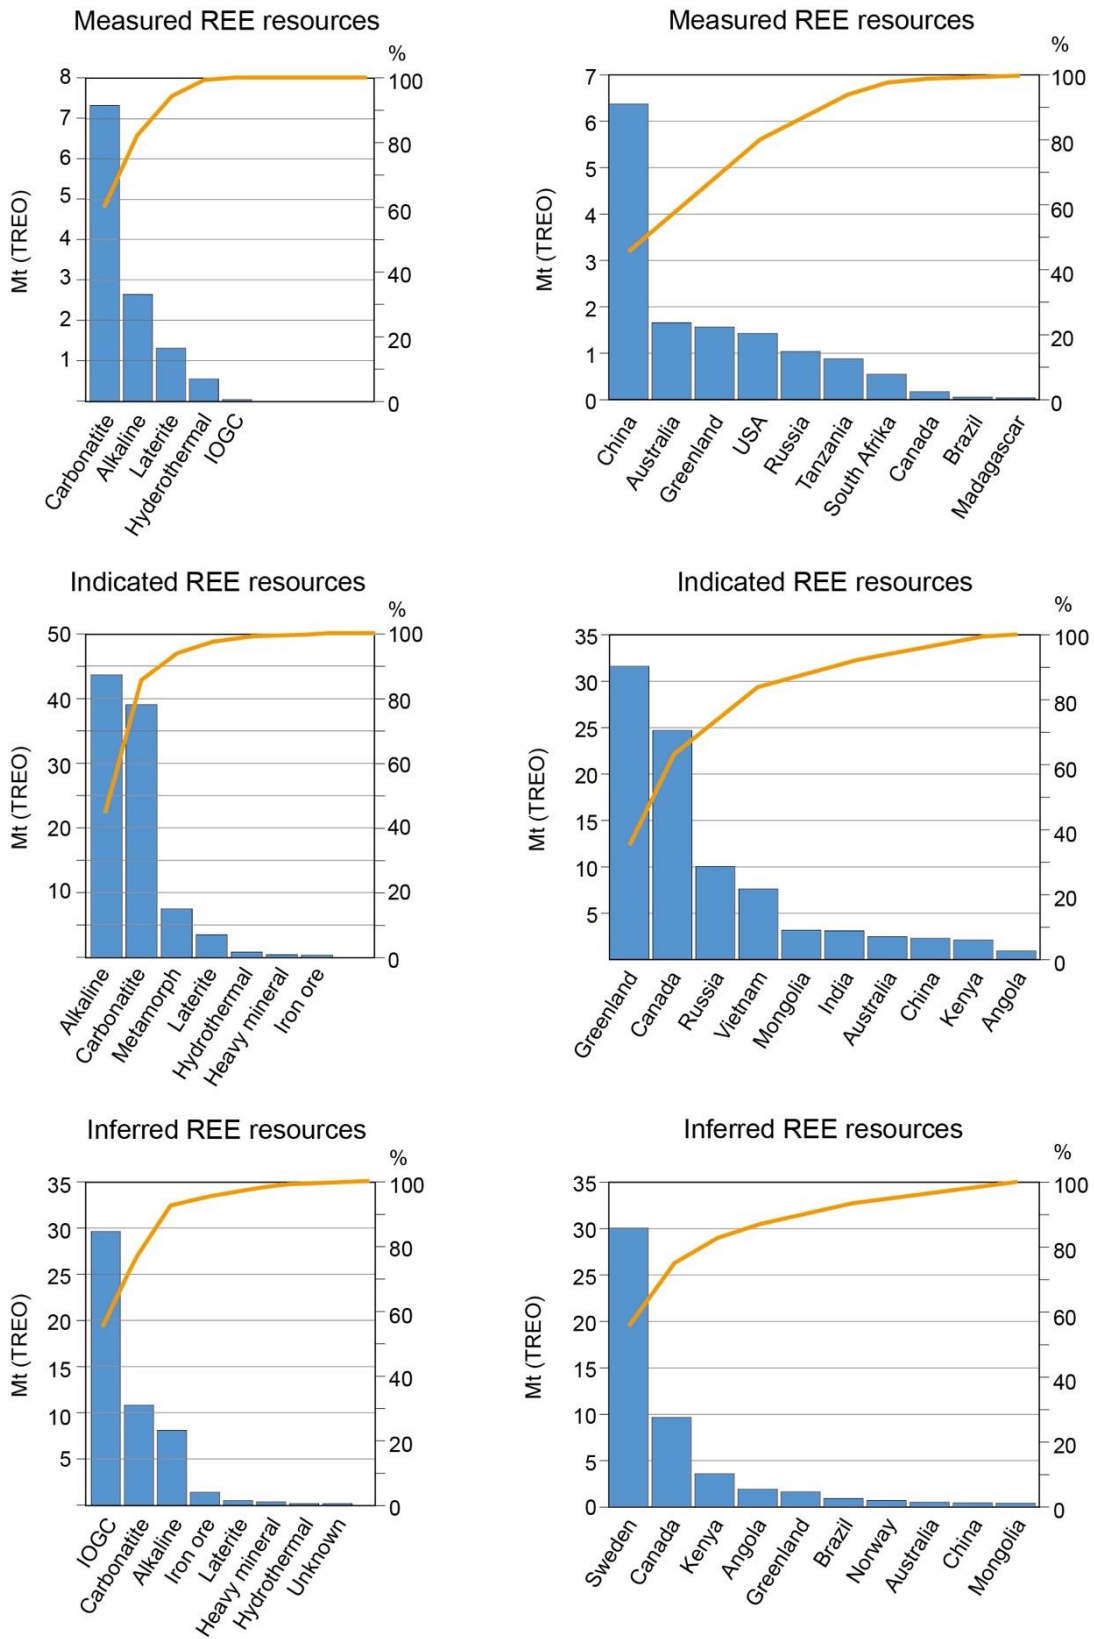 Measured REE resources
%
Mt (TREO)
8
7
6
5
4
3
2
1
100
80
60
40
20
0
Carbonatite
Alkaline
Laterite
Hyderothermal
IOGC
Measured REE resources
%
Mt (TREO)
7
6
5
4
3
2
1
0
100
80
60
40
20
0
China
Australia
Greenland
USA
Russia
Tanzania
South Afrika
Canada
Brazil
Madagascar
Indicated REE resources
%
Mt (TREO)
50
40
30
20
10
100
80
60
40
20
0
Alkaline
Carbonatite
Metamorph
Laterite
Hydrothermal
Heavy mineral
Iron ore
Indicated REE resources
%
Mt (TREO)
35
30
25
20
15
10
5
100
80
60
40
20
0
Greenland
Canada
Russia
Vietnam
Mongolia
India
Australia
China
Kenya
Angola
Inferred REE resources
%
Mt (TREO)
35
30
25
20
15
10
5
100
80
60
40
20
0
IOGC
Carbonatite
Alkaline
Iron ore
Laterite
Heavy mineral
Hydrothermal
Unknown
Inferred REE resources
%
Mt (TREO)
35
30
25
20
15
10
5
0
100
80
60
40
20
0
Sweden
Canada
Kenya
Angola
Greenland
Brazil
Norway
Australia
China
Mongolia